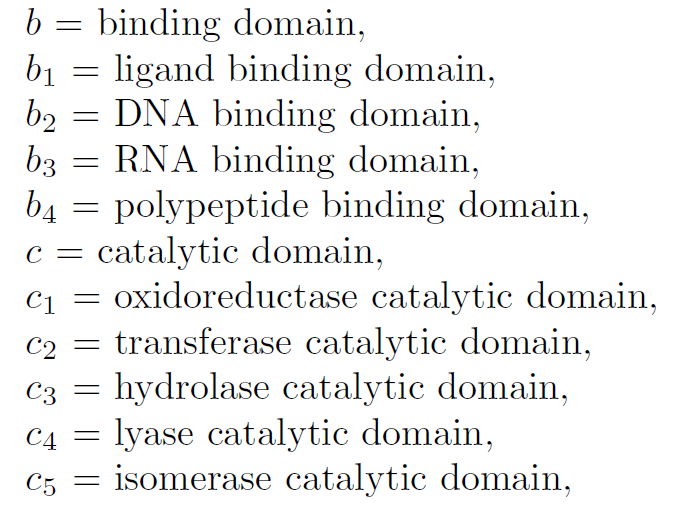 b = binding domain,
b₁ = ligand binding domain,
b₂ = DNA binding domain,
b₃ = RNA binding domain,
b₄ = polypeptide binding domain,
c = catalytic domain,
c₁ = oxidoreductase catalytic domain,
c₂ = transferase catalytic domain,
c₃ = hydrolase catalytic domain,
c₄ = lyase catalytic domain,
c₅ = isomerase catalytic domain,